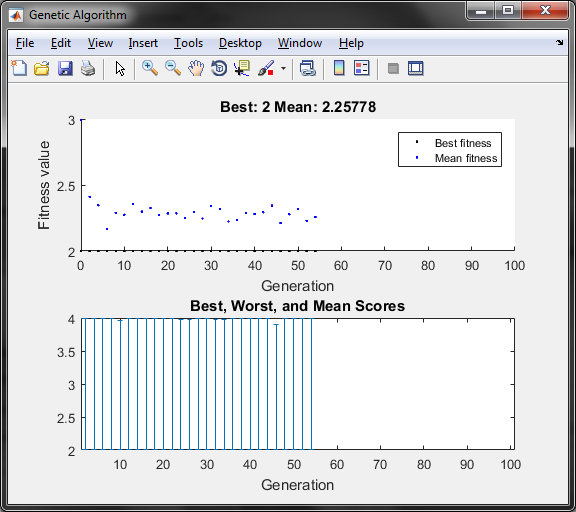 Genetic Algorithm
File Edit View Insert Tools Desktop Window Help
Best: 2 Mean: 2.25778
3
2.5
2
Fitness value
Best fitness
Mean fitness
0 10 20 30 40 50 60 70 80 90 100
Generation
Best, Worst, and Mean Scores
4
3.5
3
2.5
2
10 20 30 40 50 60 70 80 90 100
Generation